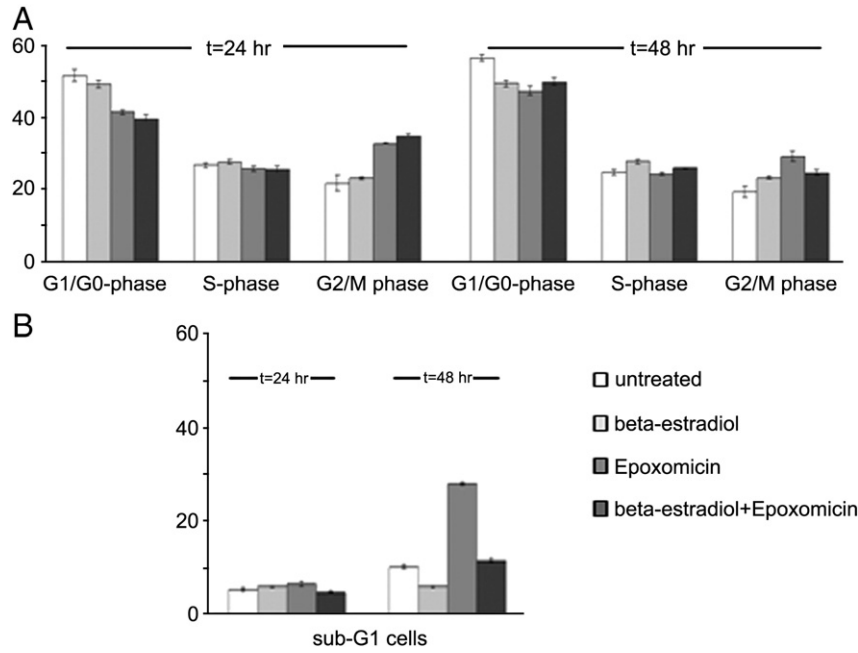 A
60
t=24 hr
t=48 hr
40
20
0
G1/G0-phase
S-phase
G2/M phase
G1/G0-phase
S-phase
G2/M phase
B
60
t=24 hr
t=48 hr
40
20
0
sub-G1 cells
untreated
beta-estradiol
Epoxomicin
beta-estradiol+Epoxomicin